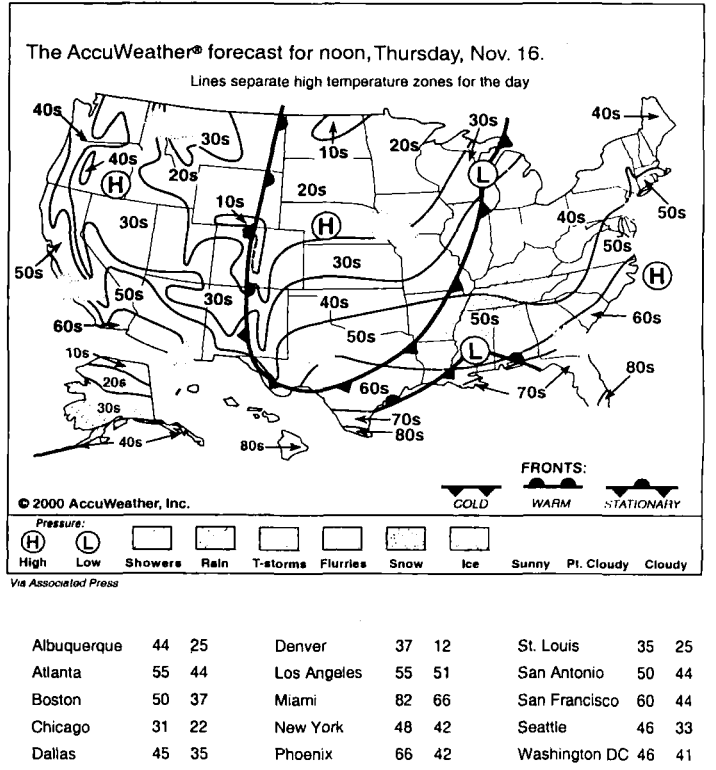 The AccuWeather® forecast for noon, Thursday, Nov. 16.
Lines separate high temperature zones for the day
40s
30s
40s
40s
30s
10s
20s
H
20s
L
10s
20s
50s
30s
H
40s
50s
50s
30s
H
50s
30s
40s
50s
60s
60s
50s
L
10s
80s
20s
60s
70s
30s
70s
40s
80s
80s
FRONTS:
© 2000 AccuWeather, Inc.
COLD WARM STATIONARY
Pressure:
H L
High Low Showers Rain T-storms Flurries Snow Ice Sunny Pt. Cloudy Cloudy
Via Associated Press
Albuquerque 44 25 Denver 37 12 St. Louis 35 25
Atlanta 55 44 Los Angeles 55 51 San Antonio 50 44
Boston 50 37 Miami 82 66 San Francisco 60 44
Chicago 31 22 New York 48 42 Seattle 46 33
Dallas 45 35 Phoenix 66 42 Washington DC 46 41